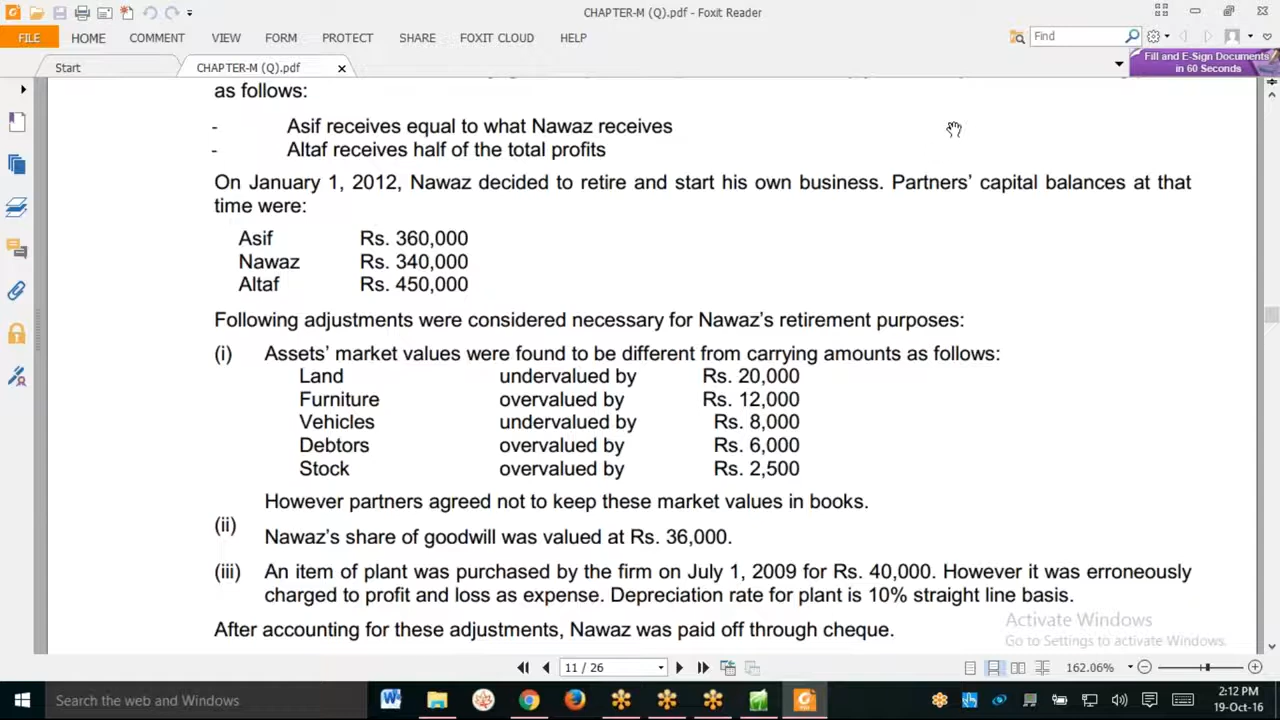 CHAPTER-M (Q).pdf - Foxit Reader
FILE HOME COMMENT VIEW FORM PROTECT SHARE FOXIT CLOUD HELP
Find
Fill and E-Sign Documents
in 60 Seconds
Start CHAPTER-M (Q).pdf
as follows:
- Asif receives equal to what Nawaz receives
- Altaf receives half of the total profits
On January 1, 2012, Nawaz decided to retire and start his own business. Partners' capital balances at that
time were:
Asif Rs. 360,000
Nawaz Rs. 340,000
Altaf Rs. 450,000
Following adjustments were considered necessary for Nawaz's retirement purposes:
(i) Assets' market values were found to be different from carrying amounts as follows:
Land undervalued by Rs. 20,000
Furniture overvalued by Rs. 12,000
Vehicles undervalued by Rs. 8,000
Debtors overvalued by Rs. 6,000
Stock overvalued by Rs. 2,500
However partners agreed not to keep these market values in books.
(ii) Nawaz's share of goodwill was valued at Rs. 36,000.
(iii) An item of plant was purchased by the firm on July 1, 2009 for Rs. 40,000. However it was erroneously
charged to profit and loss as expense. Depreciation rate for plant is 10% straight line basis.
After accounting for these adjustments, Nawaz was paid off through cheque.
Activate Windows
Go to Settings to activate Windows.
11 / 26
162.06%
Search the web and Windows
2:12 PM
19-Oct-16